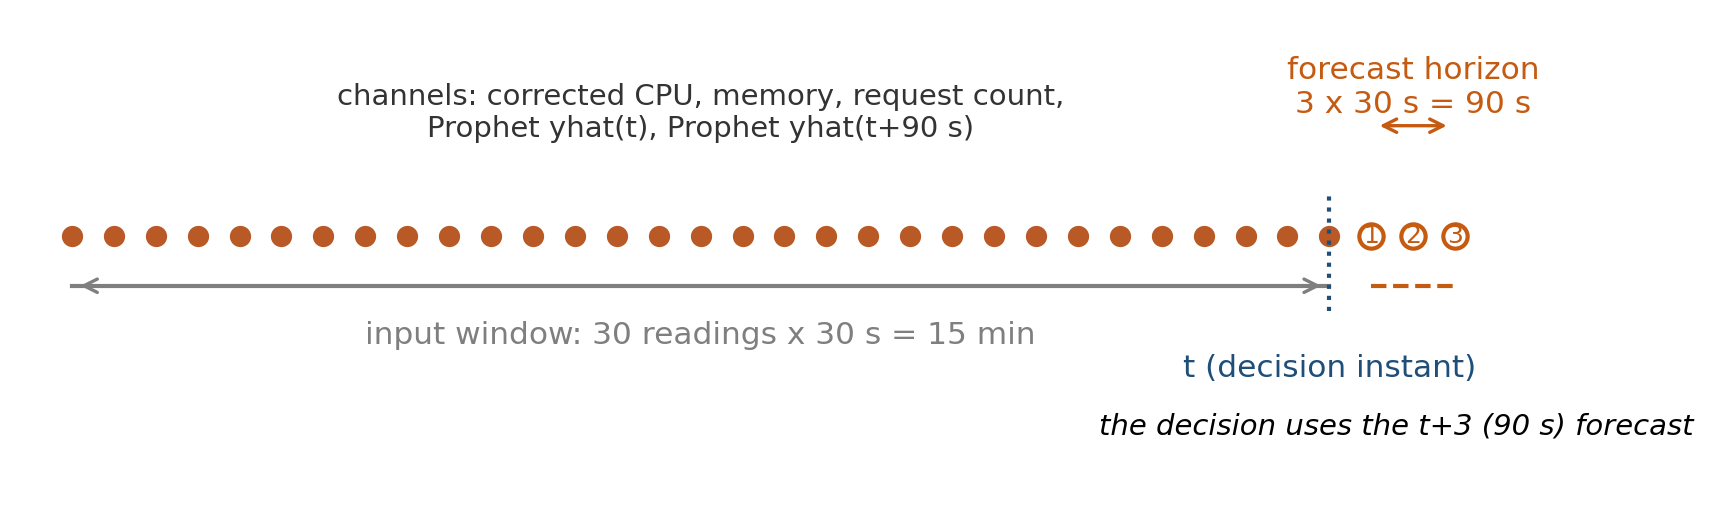 forecast horizon
3 x 30 s = 90 s
channels: corrected CPU, memory, request count,
Prophet yhat(t), Prophet yhat(t+90 s)
1 2 3
input window: 30 readings x 30 s = 15 min
t (decision instant)
the decision uses the t+3 (90 s) forecast